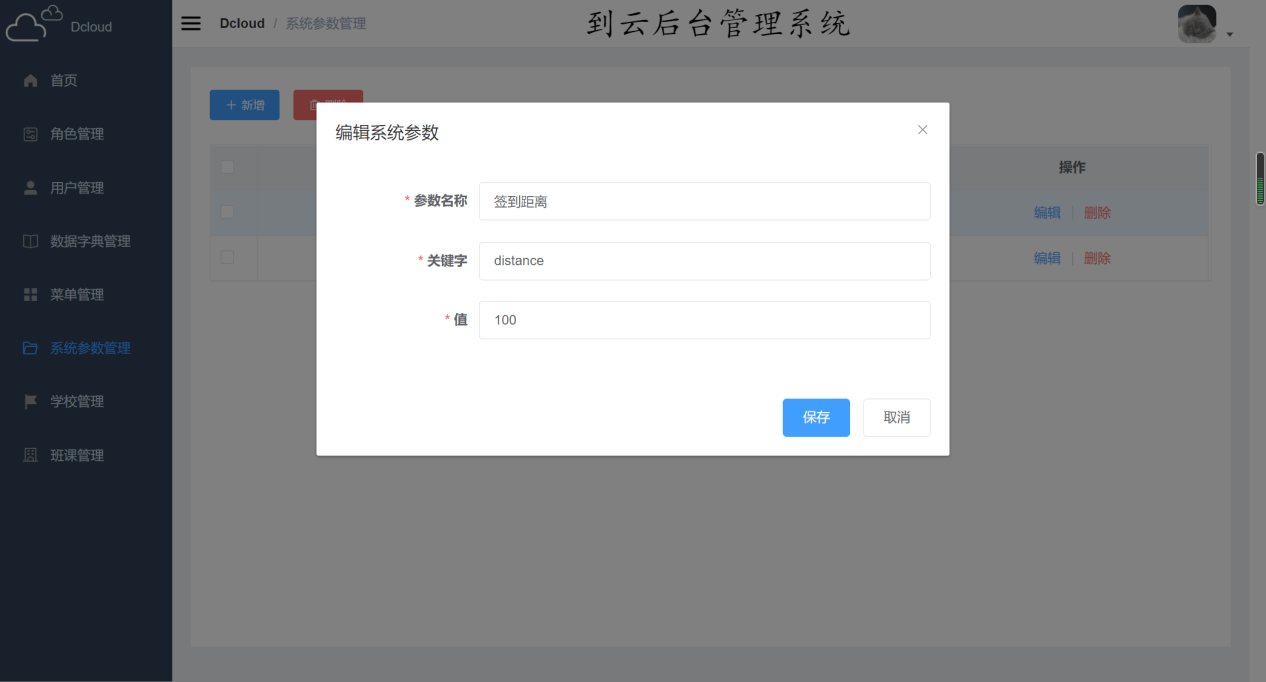 Dcloud
Dcloud / 系统参数管理
到云后台管理系统
首页
角色管理
用户管理
数据字典管理
菜单管理
系统参数管理
学校管理
班课管理
+ 新增
操作
编辑 | 删除
编辑 | 删除
编辑系统参数
* 参数名称
签到距离
* 关键字
distance
* 值
100
保存
取消